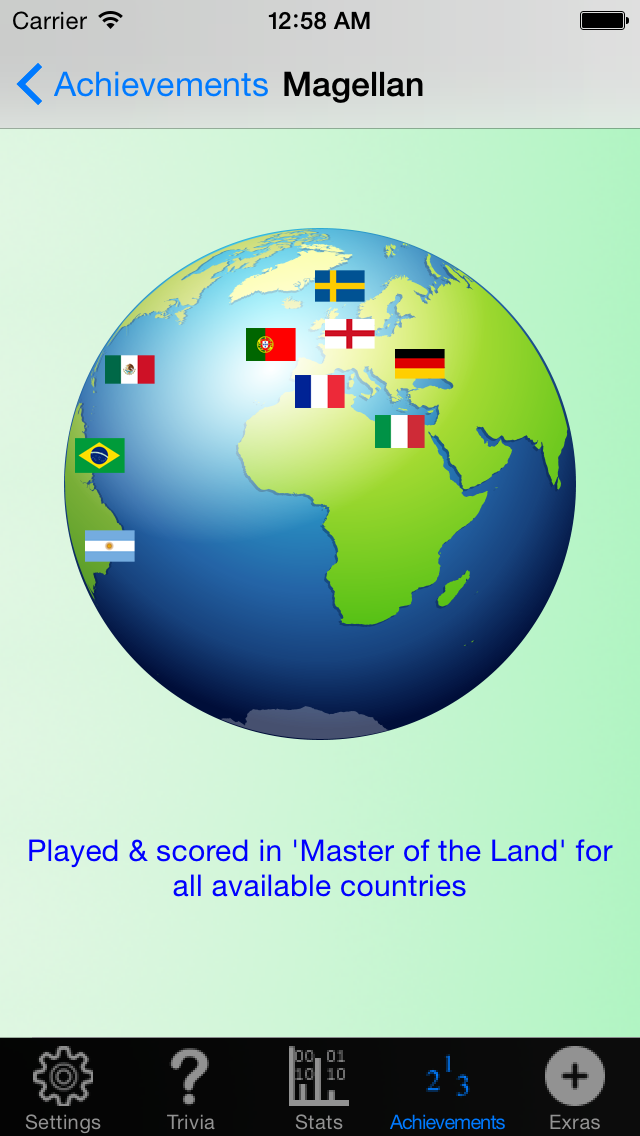 Carrier 12:58 AM
Achievements Magellan
Played & scored in 'Master of the Land' for
all available countries
00 01
10 10
2 1 3
Settings Trivia Stats Achievements Exras